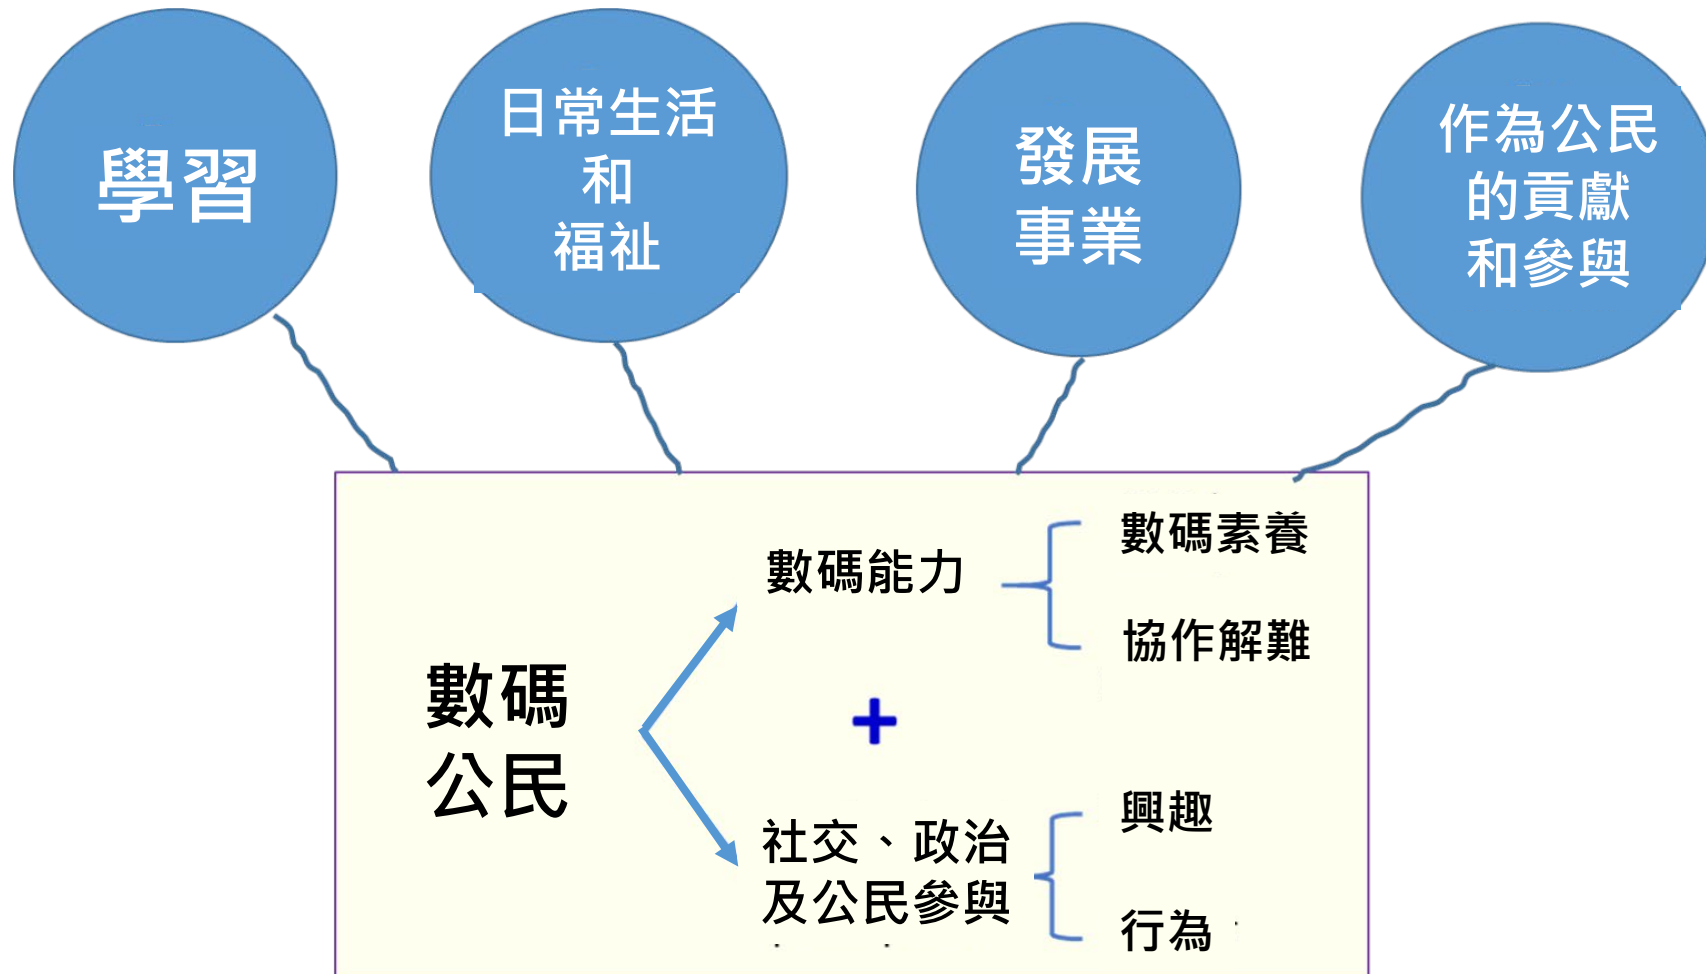 學習
日常生活
和
福祉
發展
事業
作為公民
的貢獻
和參與
數碼
公民
數碼能力
數碼素養
協作解難
+
社交、政治
及公民參與
興趣
行為